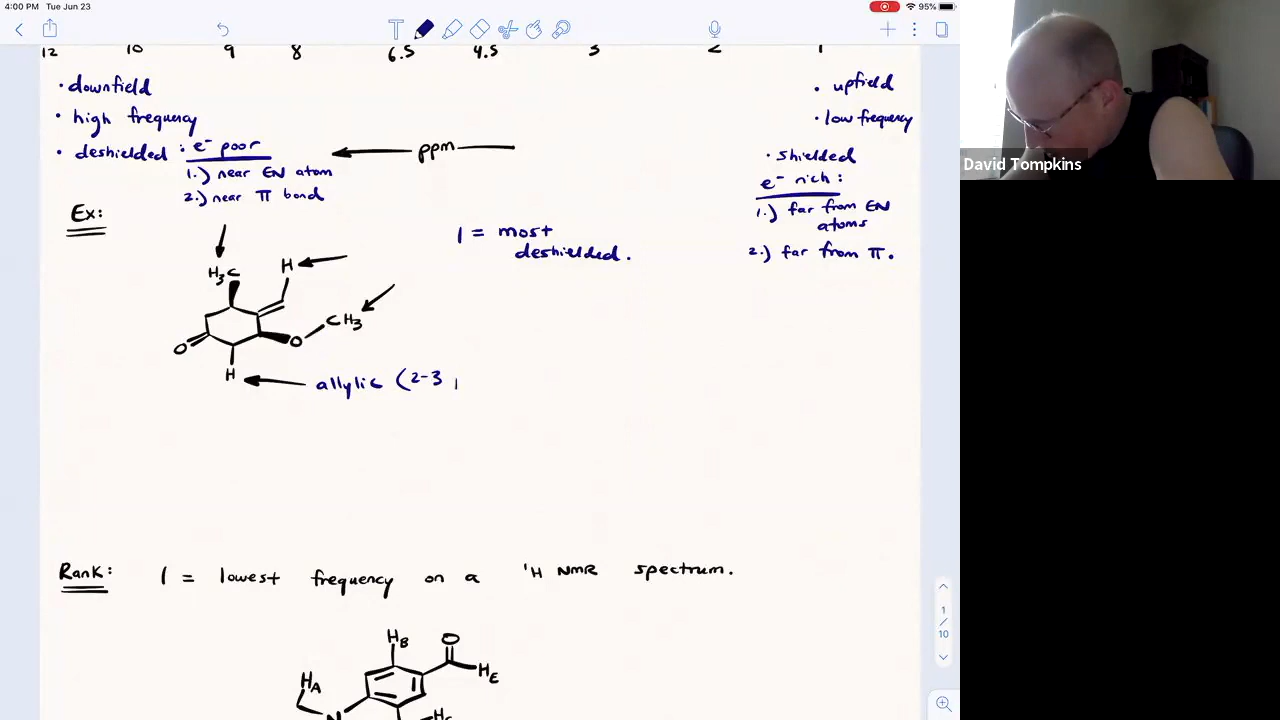 4:00 PM Tue Jun 23
95%
12 10 9 8 6.5 4.5 3 2 1
· downfield
· high frequency
· deshielded : e⁻ poor
1.) near EN atom
2.) near π bond
ppm
· upfield
· low frequency
· shielded
e⁻ rich :
1.) far from EN
atoms
2.) far from π.
Ex:
1 = most
deshielded.
H₃C
H
CH₃
O
O
H
allylic (2-3
Rank: 1 = lowest frequency on a ¹H NMR spectrum.
H_B
O
H_E
H_A
N
1
/
10
David Tompkins